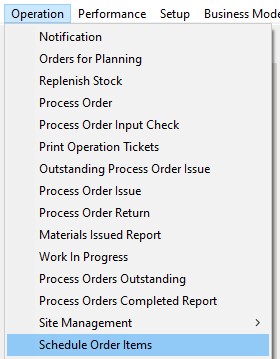 Operation Performance Setup Business Mode
Notification
Orders for Planning
Replenish Stock
Process Order
Process Order Input Check
Print Operation Tickets
Outstanding Process Order Issue
Process Order Issue
Process Order Return
Materials Issued Report
Work In Progress
Process Orders Outstanding
Process Orders Completed Report
Site Management
Schedule Order Items